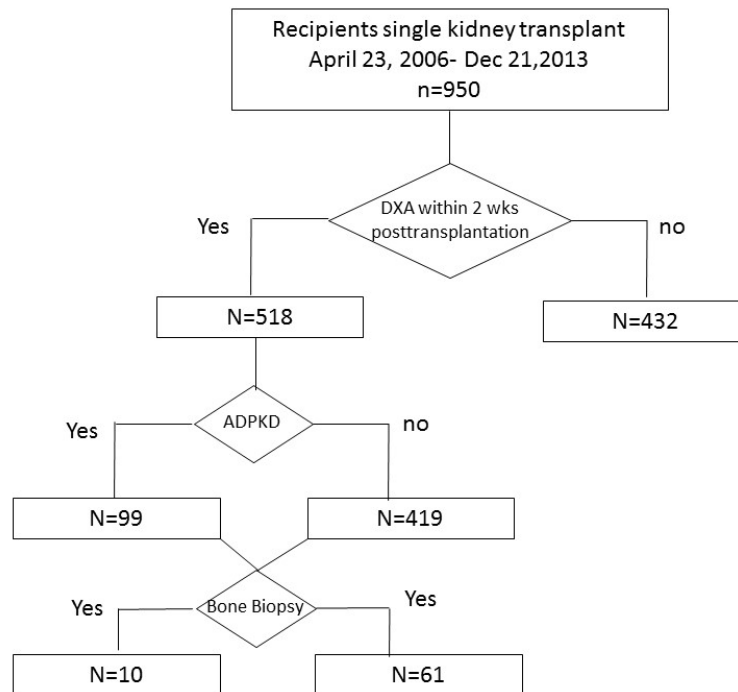 Recipients single kidney transplant
April 23, 2006- Dec 21,2013
n=950
DXA within 2 wks
posttransplantation
Yes
no
N=518
N=432
ADPKD
Yes
no
N=99
N=419
Bone Biopsy
Yes
Yes
N=10
N=61